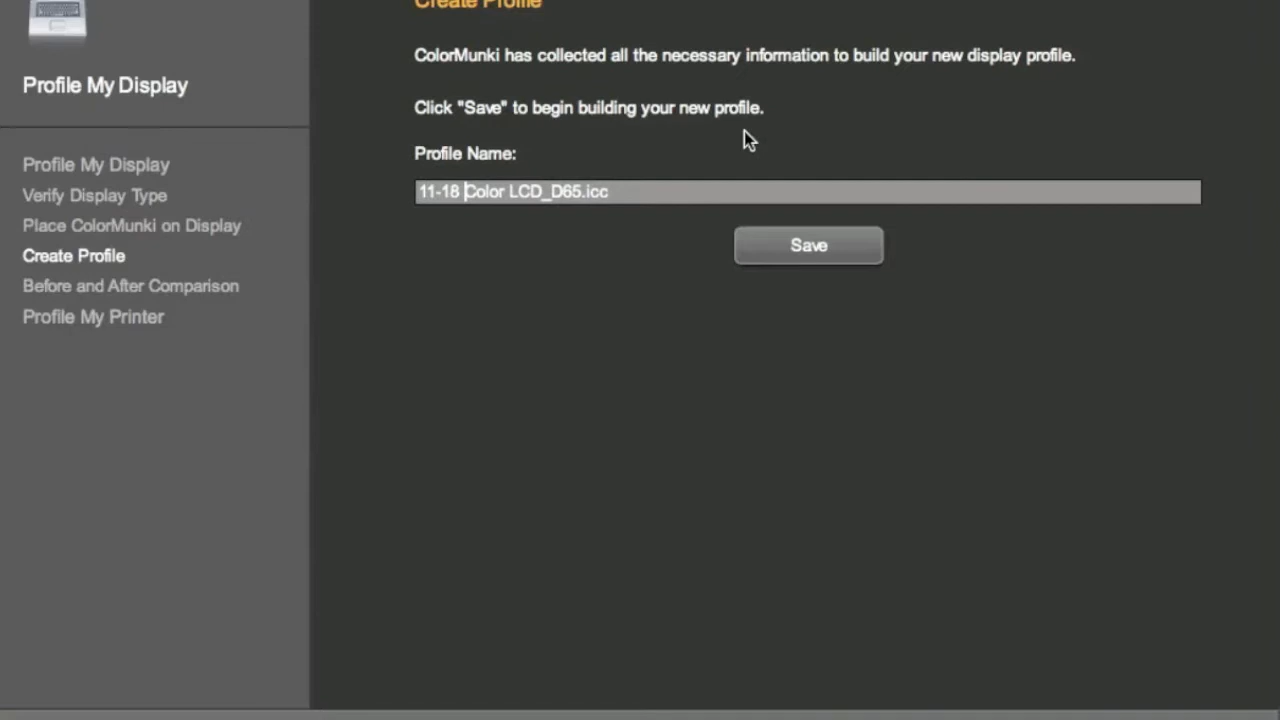 Create Profile
Profile My Display
ColorMunki has collected all the necessary information to build your new display profile.
Click "Save" to begin building your new profile.
Profile Name:
11-18 Color LCD_D65.icc
Save
Profile My Display
Verify Display Type
Place ColorMunki on Display
Create Profile
Before and After Comparison
Profile My Printer